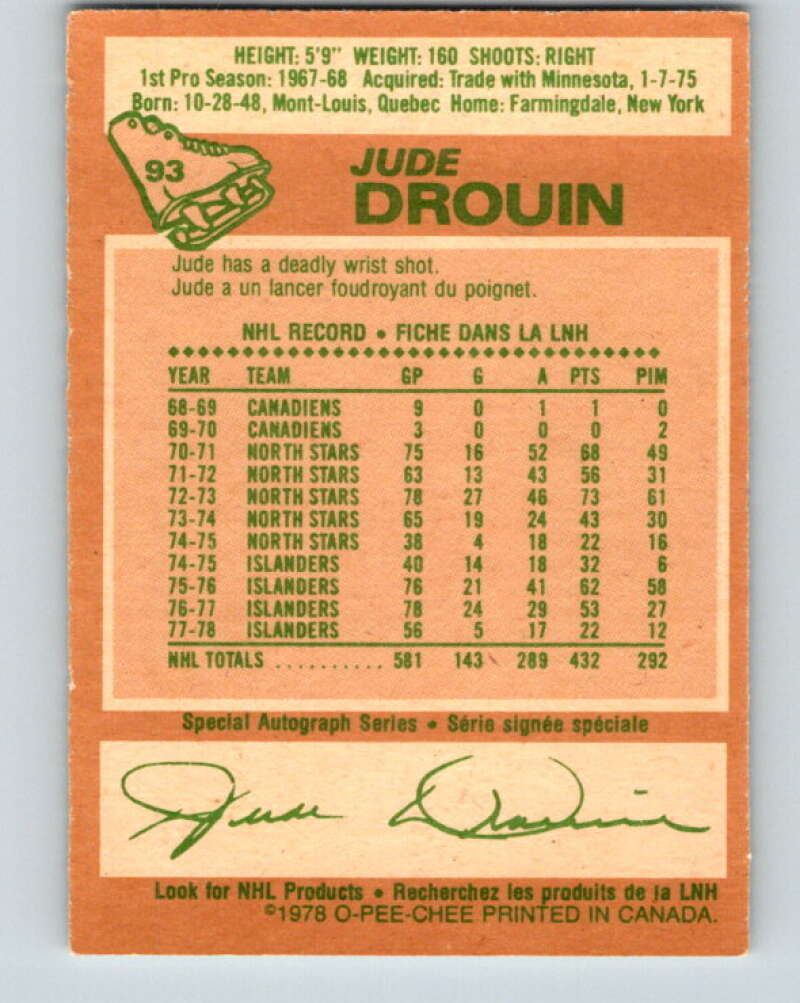 HEIGHT: 5'9" WEIGHT: 160 SHOOTS: RIGHT
1st Pro Season: 1967-68 Acquired: Trade with Minnesota, 1-7-75
Born: 10-28-48, Mont-Louis, Quebec Home: Farmingdale, New York
93
JUDE
DROUIN
Jude has a deadly wrist shot.
Jude a un lancer foudroyant du poignet.
NHL RECORD • FICHE DANS LA LNH
YEAR TEAM GP G A PTS PIM
68-69 CANADIENS 9 0 1 1 0
69-70 CANADIENS 3 0 0 0 2
70-71 NORTH STARS 75 16 52 68 49
71-72 NORTH STARS 63 13 43 56 31
72-73 NORTH STARS 78 27 46 73 61
73-74 NORTH STARS 65 19 24 43 30
74-75 NORTH STARS 38 4 18 22 16
74-75 ISLANDERS 40 14 18 32 6
75-76 ISLANDERS 76 21 41 62 58
76-77 ISLANDERS 78 24 29 53 27
77-78 ISLANDERS 56 5 17 22 12
NHL TOTALS .......... 581 143 289 432 292
Special Autograph Series • Série signée spéciale
Jude Drouin
Look for NHL Products • Recherchez les produits de la LNH
©1978 O-PEE-CHEE PRINTED IN CANADA.